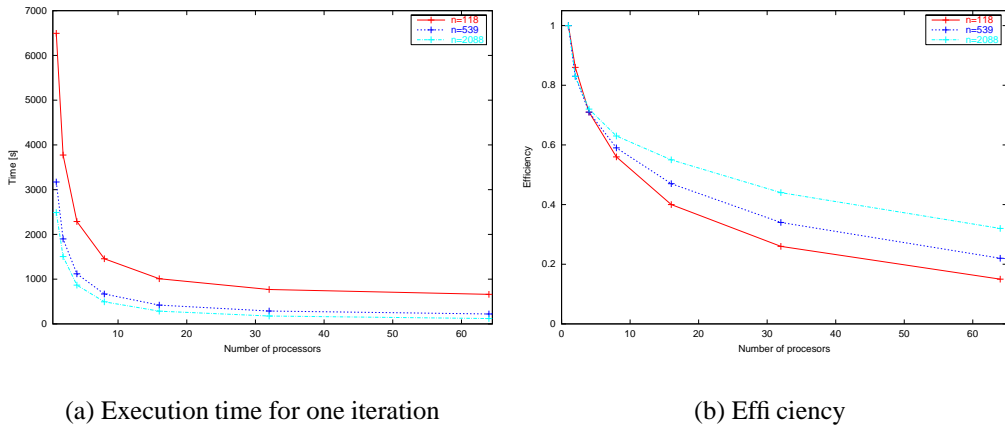 7000
6000
5000
4000
3000
2000
1000
0
Time [s]
10
20
30
40
50
60
Number of processors
n=118
n=539
n=2088
1
0.8
0.6
0.4
0.2
0
Efficiency
0
10
20
30
40
50
60
Number of procesors
n=118
n=539
n=2088
(a) Execution time for one iteration
(b) Effi ciency